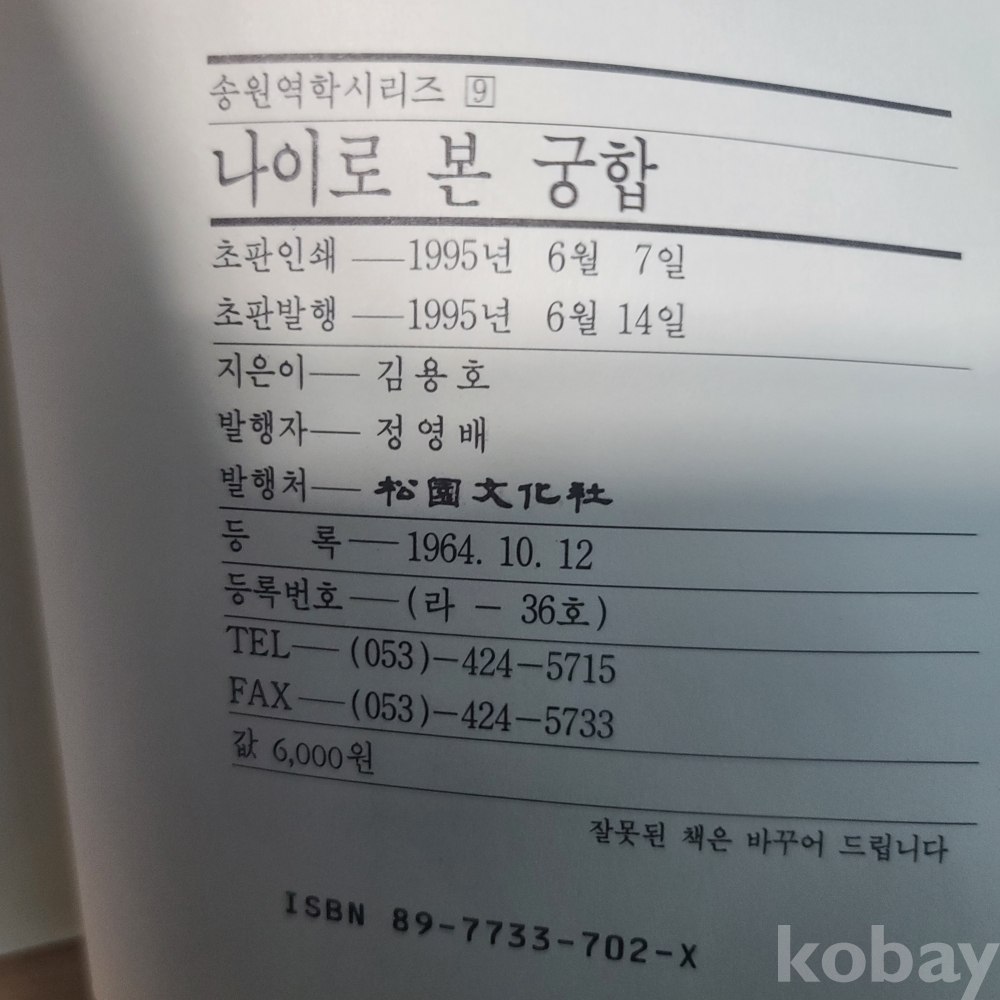 송원역학시리즈 9
나이로 본 궁합
초판인쇄 ― 1995년 6월 7일
초판발행 ― 1995년 6월 14일
지은이 ― 김용호
발행자 ― 정영배
발행처 ― 松園文化社
등 록 ― 1964. 10. 12
등록번호 ― (라 - 36호)
TEL ― (053)-424-5715
FAX ― (053)-424-5733
값 6,000원
잘못된 책은 바꾸어 드립니다
ISBN 89-7733-702-X
kobay